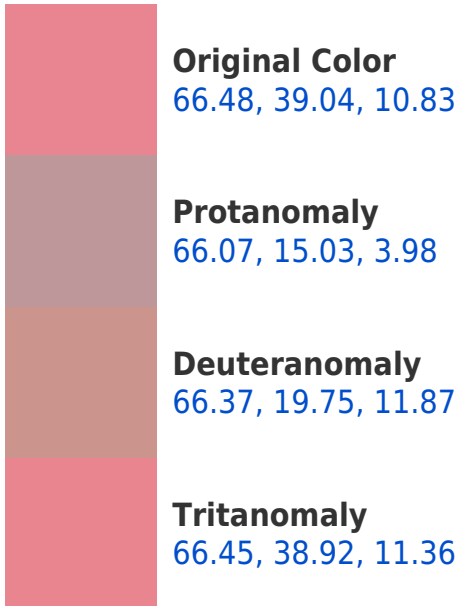 Original Color
66.48, 39.04, 10.83
Protanomaly
66.07, 15.03, 3.98
Deuteranomaly
66.37, 19.75, 11.87
Tritanomaly
66.45, 38.92, 11.36